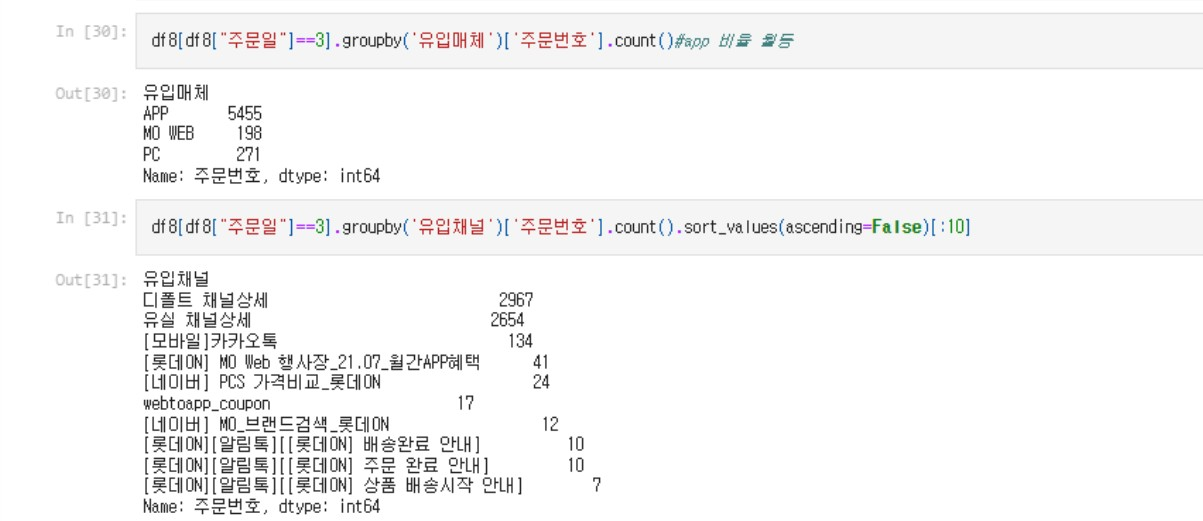 In [30]: df8[df8["주문일"]==3].groupby('유입매체')['주문번호'].count()#app 비율 월등
Out[30]: 유입매체
APP 5455
MO WEB 198
PC 271
Name: 주문번호, dtype: int64
In [31]: df8[df8["주문일"]==3].groupby('유입채널')['주문번호'].count().sort_values(ascending=False)[:10]
Out[31]: 유입채널
디폴트 채널상세 2967
유실 채널상세 2654
[모바일]카카오톡 134
[롯데ON] MO Web 행사장_21.07_월간APP혜택 41
[네이버] PCS 가격비교_롯데ON 24
webtoapp_coupon 17
[네이버] MO_브랜드검색_롯데ON 12
[롯데ON][알림톡][[롯데ON] 배송완료 안내] 10
[롯데ON][알림톡][[롯데ON] 주문 완료 안내] 10
[롯데ON][알림톡][[롯데ON] 상품 배송시작 안내] 7
Name: 주문번호, dtype: int64